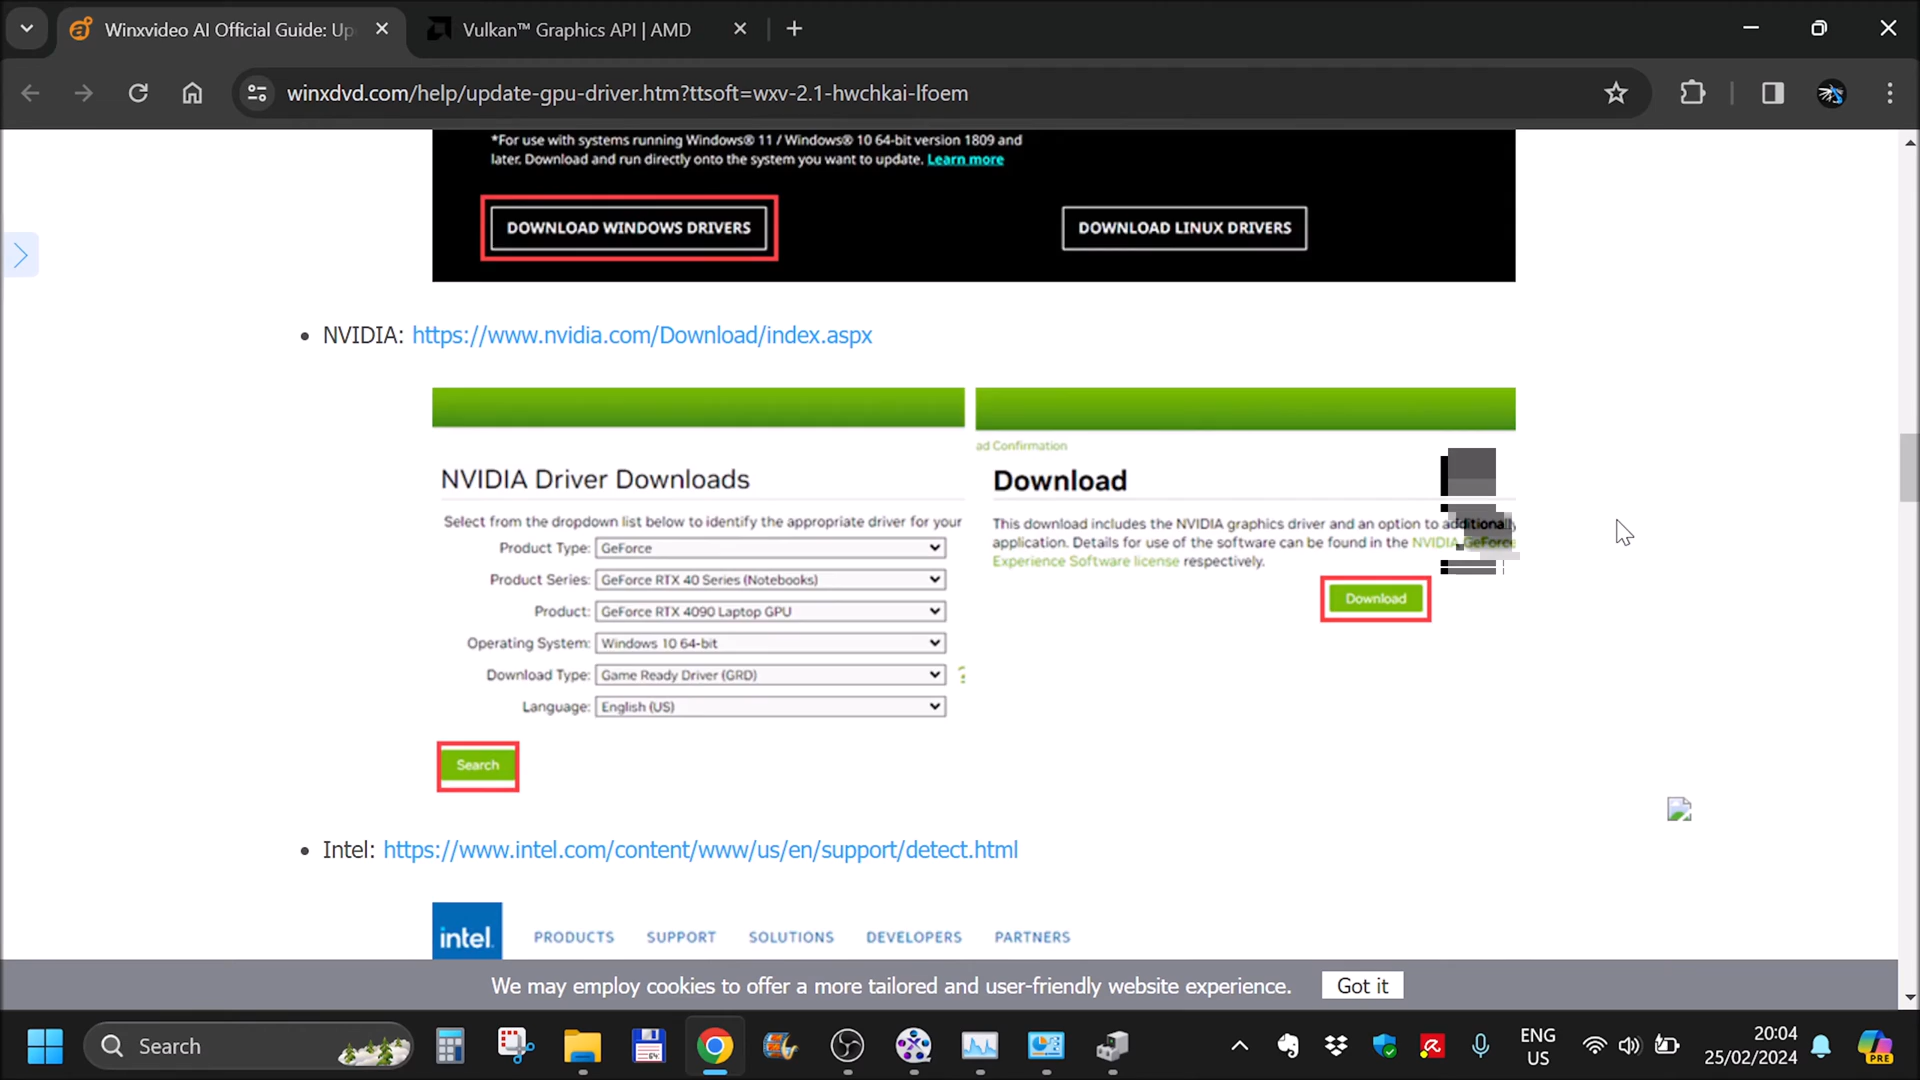 Winxvideo AI Official Guide: Up
Vulkan™ Graphics API | AMD
winxdvd.com/help/update-gpu-driver.htm?ttsoft=wxv-2.1-hwchkai-lfoem
*For use with systems running Windows® 11 / Windows® 10 64-bit version 1809 and
later. Download and run directly onto the system you want to update. Learn more
DOWNLOAD WINDOWS DRIVERS
DOWNLOAD LINUX DRIVERS
• NVIDIA: https://www.nvidia.com/Download/index.aspx
NVIDIA Driver Downloads
Select from the dropdown list below to identify the appropriate driver for your
Product Type: GeForce
Product Series: GeForce RTX 40 Series (Notebooks)
Product: GeForce RTX 4090 Laptop GPU
Operating System: Windows 10 64-bit
Download Type: Game Ready Driver (GRD)
?
Language: English (US)
Search
ad Confirmation
Download
This download includes the NVIDIA graphics driver and an option to additionally
application. Details for use of the software can be found in the NVIDIA GeForce
Experience Software license respectively.
Download
• Intel: https://www.intel.com/content/www/us/en/support/detect.html
intel.
PRODUCTS SUPPORT SOLUTIONS DEVELOPERS PARTNERS
We may employ cookies to offer a more tailored and user-friendly website experience.
Got it
Search
64
ENG
US
20:04
25/02/2024
PRE